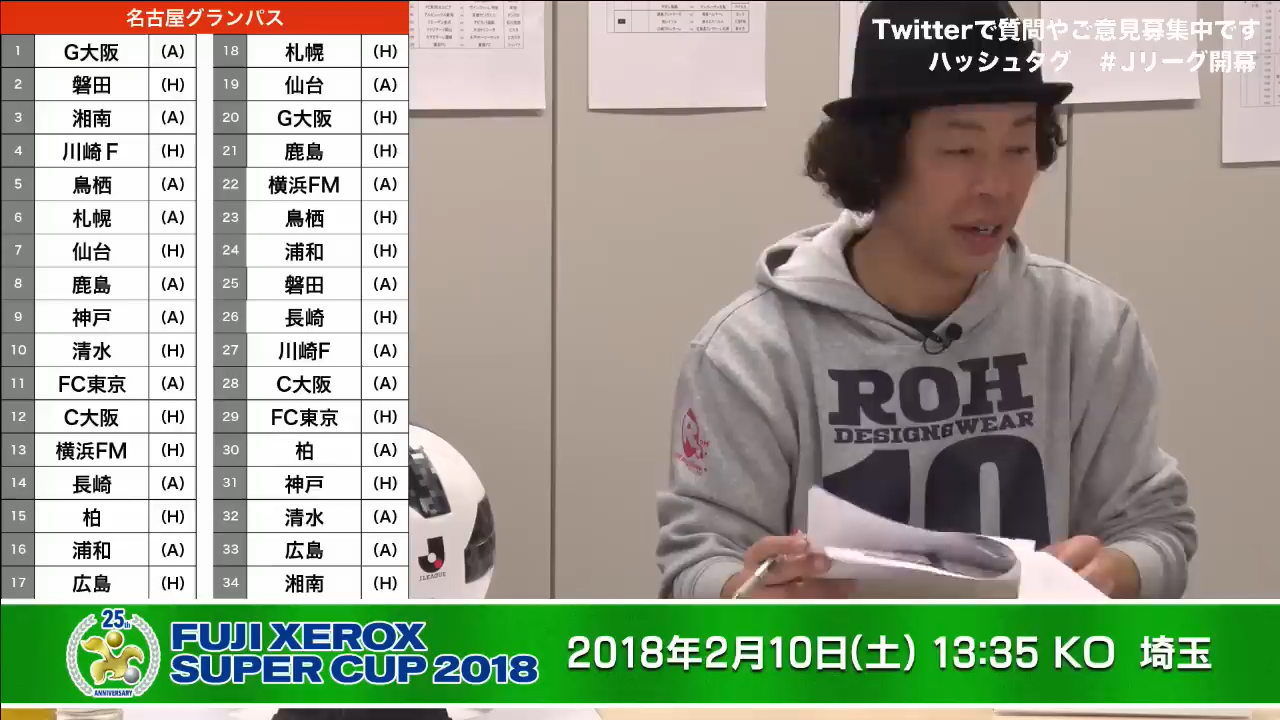 名古屋グランパス
1 G大阪 (A) 18 札幌 (H)
2 磐田 (H) 19 仙台 (A)
3 湘南 (A) 20 G大阪 (H)
4 川崎F (H) 21 鹿島 (H)
鳥栖 (A) 22 横浜FM (A)
6 札幌 (A) 23 鳥栖 (H)
7 仙台 (H) 24 浦和 (H)
8 鹿島 (A) 25 磐田 (A)
9 神戸 (A) 26 長崎 (H)
10 清水 (H) 27 川崎F (A)
11 FC東京 (A) 28 C大阪 (A)
12 C大阪 (H) 29 FC東京 (H)
13 横浜FM (H) 30 柏 (A)
14 長崎 (A) 31 神戸 (H)
15 柏 (H) 32 清水 (A)
16 浦和 (A) 33 広島 (A)
17 広島 (H) 34 湘南 (H)
Twitterで質問やご意見募集中です
ハッシュタグ #Jリーグ開幕
ROH
DESIGN&WEAR
10
J.LEAGUE
25th
ANNIVERSARY
FUJI XEROX
SUPER CUP 2018
2018年2月10日(土) 13:35 KO 埼玉